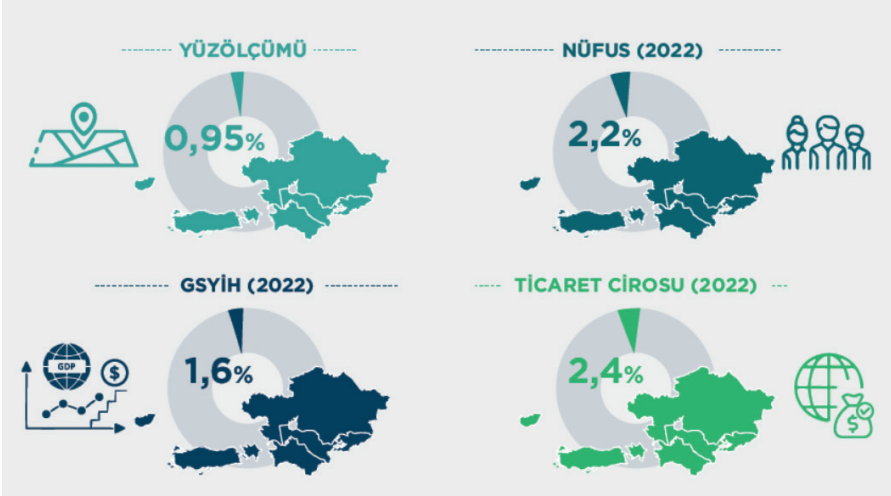 YÜZÖLÇÜMÜ
0,95%
NÜFUS (2022)
2,2%
GSYİH (2022)
GDP
$
1,6%
TİCARET CİROSU (2022)
2,4%
$